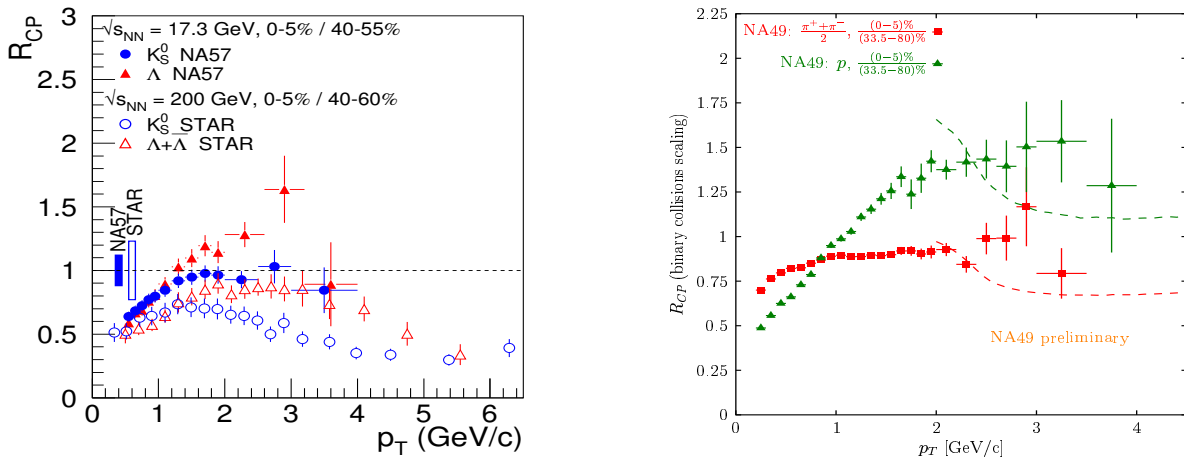 R_CP
√s_NN = 17.3 GeV, 0-5% / 40-55%
K⁰_S NA57
Λ NA57
√s_NN = 200 GeV, 0-5% / 40-60%
K⁰_S STAR
Λ+Λ̅ STAR
NA57
STAR
3
2.5
2
1.5
1
0.5
0
0 1 2 3 4 5 6
p_T (GeV/c)
R_CP (binary collisions scaling)
NA49: π⁺+π⁻/2, (0−5)%/(33.5−80)%
NA49: p, (0−5)%/(33.5−80)%
NA49 preliminary
2.25
2
1.75
1.5
1.25
1
0.75
0.5
0.25
0
0 1 2 3 4
p_T [GeV/c]